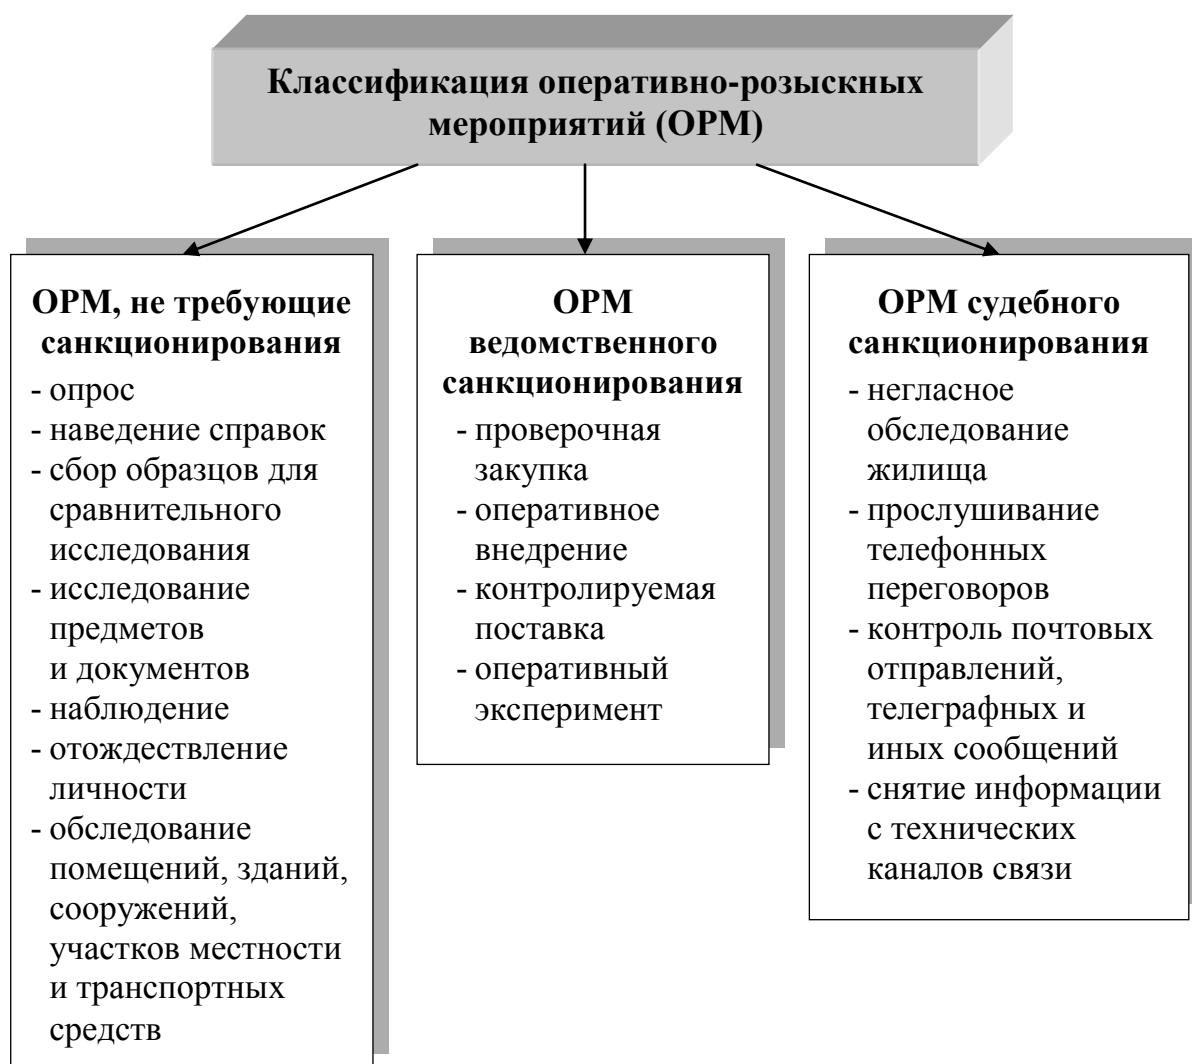 Классификация оперативно-розыскных
мероприятий (ОРМ)
ОРМ, не требующие
санкционирования
- опрос
- наведение справок
- сбор образцов для
сравнительного
исследования
- исследование
предметов
и документов
- наблюдение
- отождествление
личности
- обследование
помещений, зданий,
сооружений,
участков местности
и транспортных
средств
ОРМ
ведомственного
санкционирования
- проверочная
закупка
- оперативное
внедрение
- контролируемая
поставка
- оперативный
эксперимент
ОРМ судебного
санкционирования
- негласное
обследование
жилища
- прослушивание
телефонных
переговоров
- контроль почтовых
отправлений,
телеграфных и
иных сообщений
- снятие информации
с технических
каналов связи